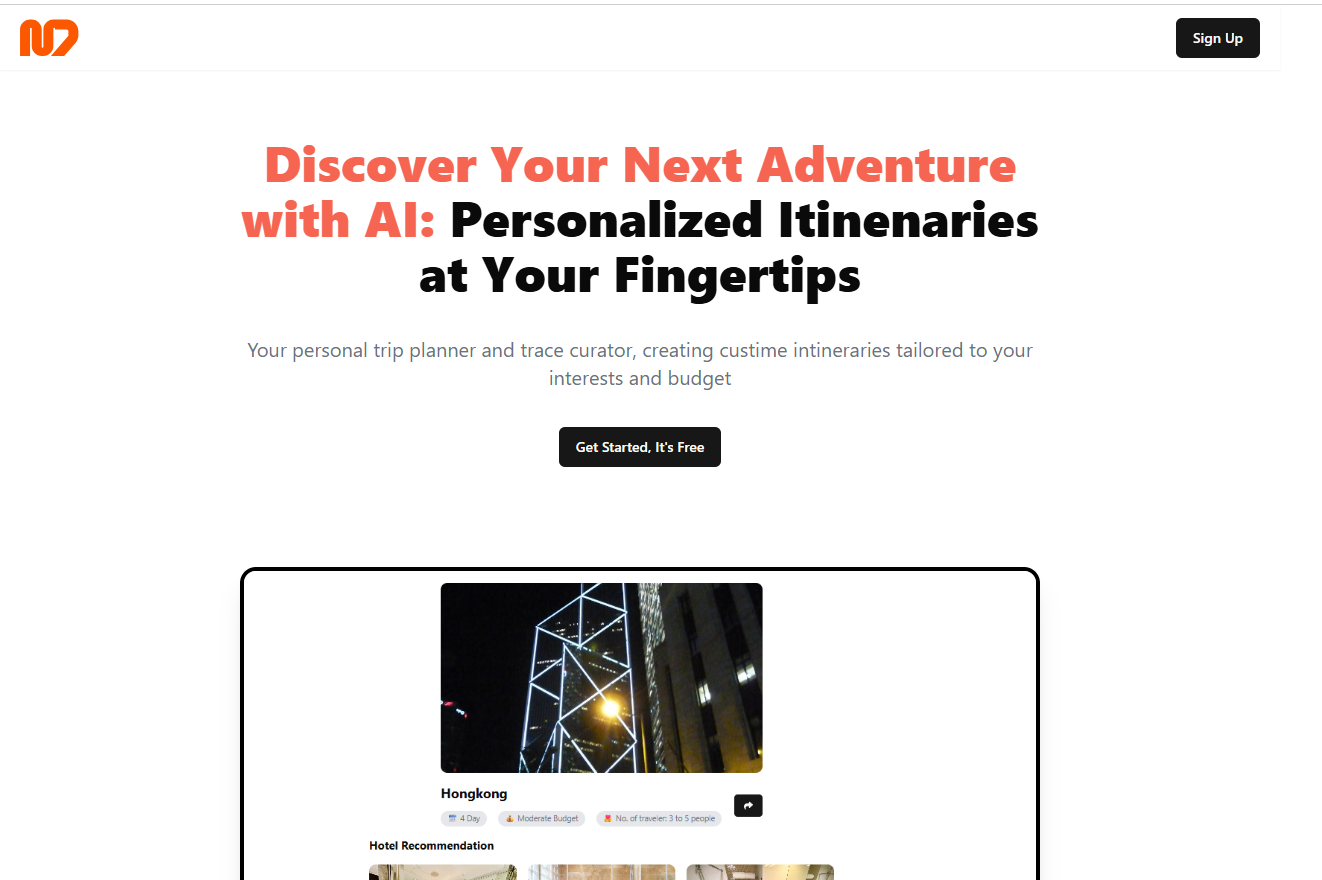 Sign Up
Discover Your Next Adventure
with AI: Personalized Itinenaries
at Your Fingertips
Your personal trip planner and trace curator, creating custime intineraries tailored to your
interests and budget
Get Started, It's Free
Hongkong
4 Day
Moderate Budget
No. of traveler: 3 to 5 people
Hotel Recommendation